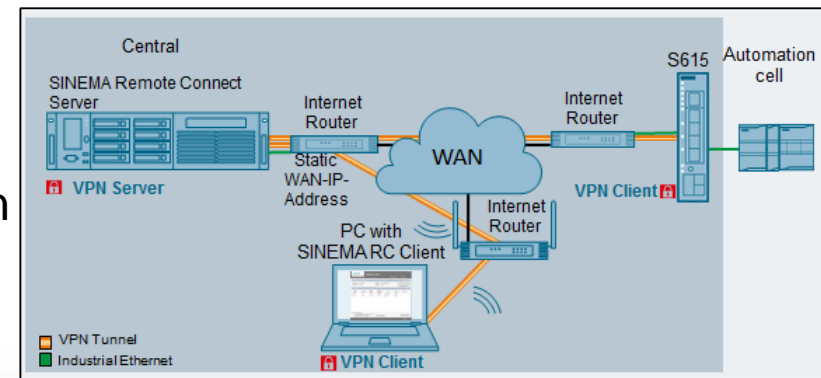 Central
SINEMA Remote Connect
Server
Internet
Router
Static
WAN-IP-
Address
VPN Server
WAN
Internet
Router
S615
Automation
cell
VPN Client
Internet
Router
PC with
SINEMA RC Client
VPN Client
VPN Tunnel
Industrial Ethernet
n